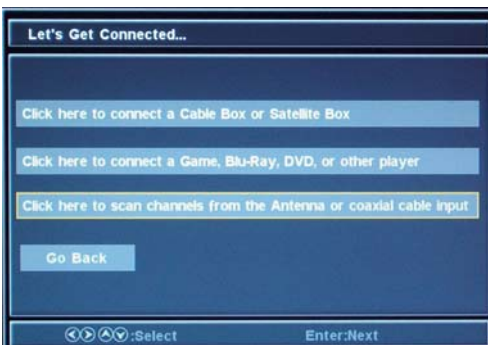 Let's Get Connected...
Click here to connect a Cable Box or Satellite Box
Click here to connect a Game, Blu-Ray, DVD, or other player
Click here to scan channels from the Antenna or coaxial cable input
Go Back
:Select Enter:Next